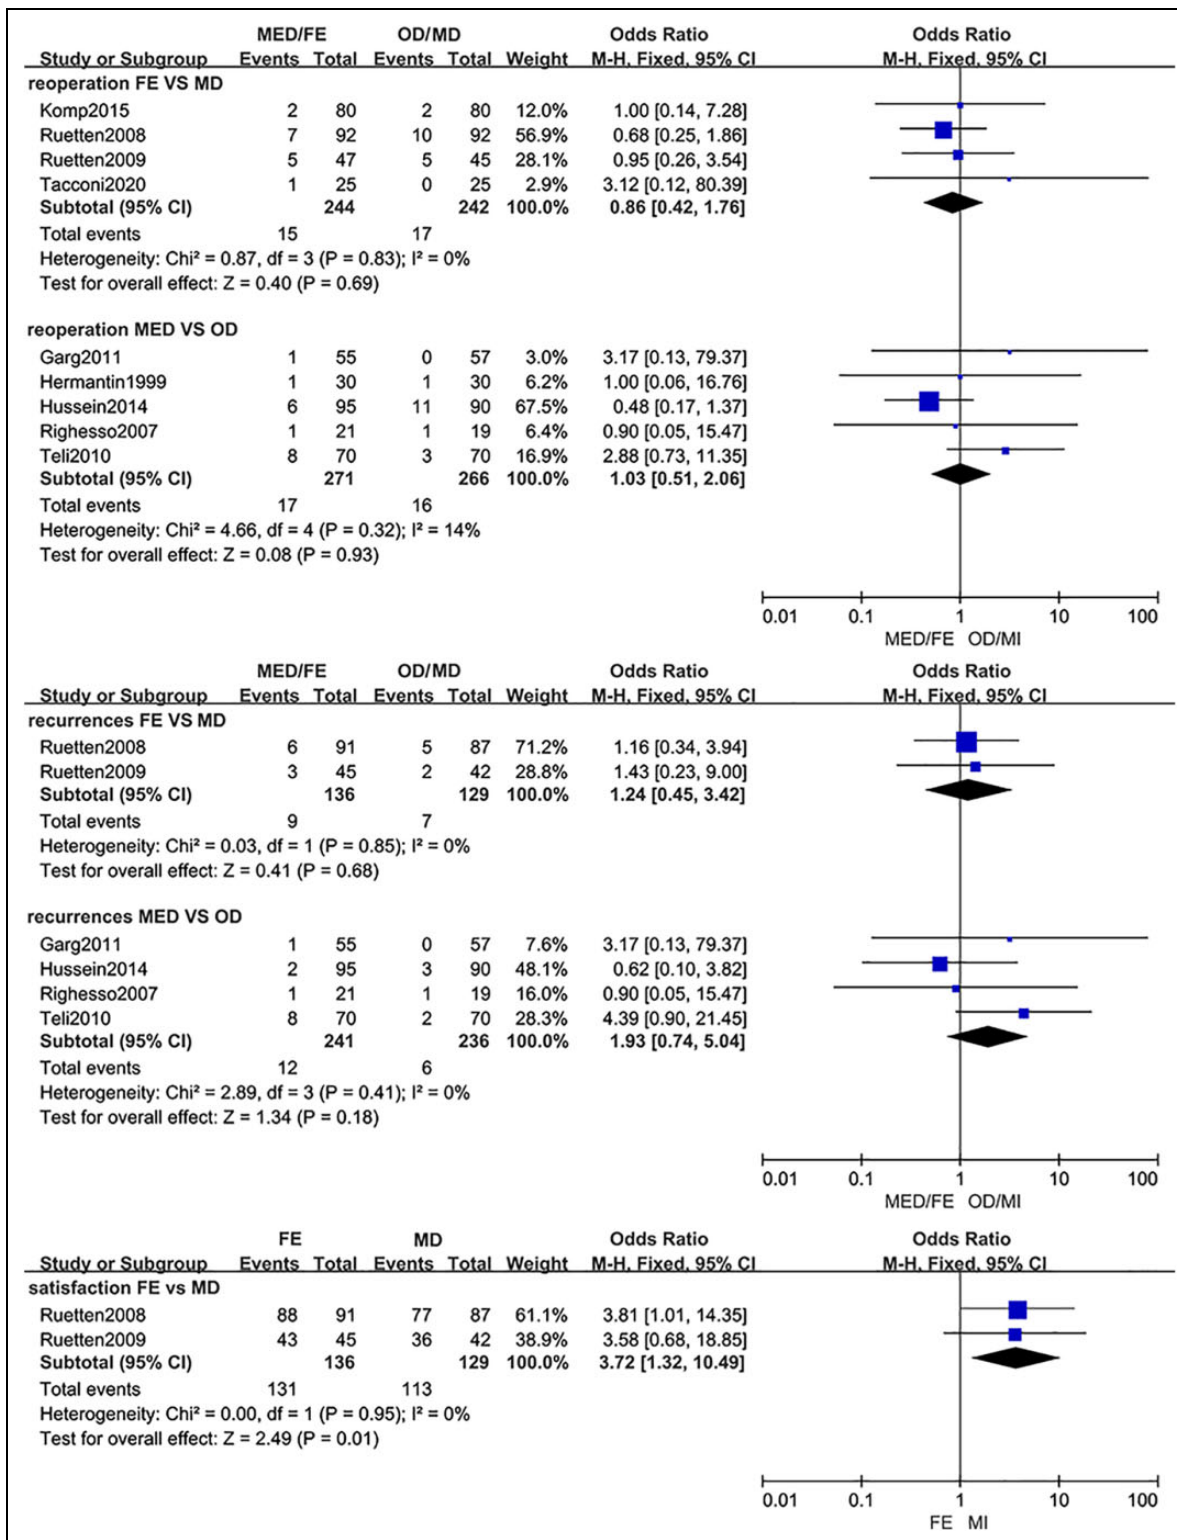 MED/FE OD/MD Odds Ratio Odds Ratio
Study or Subgroup Events Total Events Total Weight M-H, Fixed, 95% CI M-H, Fixed, 95% CI
reoperation FE VS MD
Komp2015 2 80 2 80 12.0% 1.00 [0.14, 7.28]
Ruetten2008 7 92 10 92 56.9% 0.68 [0.25, 1.86]
Ruetten2009 5 47 5 45 28.1% 0.95 [0.26, 3.54]
Tacconi2020 1 25 0 25 2.9% 3.12 [0.12, 80.39]
Subtotal (95% CI) 244 242 100.0% 0.86 [0.42, 1.76]
Total events 15 17
Heterogeneity: Chi² = 0.87, df = 3 (P = 0.83); I² = 0%
Test for overall effect: Z = 0.40 (P = 0.69)
reoperation MED VS OD
Garg2011 1 55 0 57 3.0% 3.17 [0.13, 79.37]
Hermantin1999 1 30 1 30 6.2% 1.00 [0.06, 16.76]
Hussein2014 6 95 11 90 67.5% 0.48 [0.17, 1.37]
Righesso2007 1 21 1 19 6.4% 0.90 [0.05, 15.47]
Teli2010 8 70 3 70 16.9% 2.88 [0.73, 11.35]
Subtotal (95% CI) 271 266 100.0% 1.03 [0.51, 2.06]
Total events 17 16
Heterogeneity: Chi² = 4.66, df = 4 (P = 0.32); I² = 14%
Test for overall effect: Z = 0.08 (P = 0.93)
0.01 0.1 1 10 100
MED/FE OD/MI
MED/FE OD/MD Odds Ratio Odds Ratio
Study or Subgroup Events Total Events Total Weight M-H, Fixed, 95% CI M-H, Fixed, 95% CI
recurrences FE VS MD
Ruetten2008 6 91 5 87 71.2% 1.16 [0.34, 3.94]
Ruetten2009 3 45 2 42 28.8% 1.43 [0.23, 9.00]
Subtotal (95% CI) 136 129 100.0% 1.24 [0.45, 3.42]
Total events 9 7
Heterogeneity: Chi² = 0.03, df = 1 (P = 0.85); I² = 0%
Test for overall effect: Z = 0.41 (P = 0.68)
recurrences MED VS OD
Garg2011 1 55 0 57 7.6% 3.17 [0.13, 79.37]
Hussein2014 2 95 3 90 48.1% 0.62 [0.10, 3.82]
Righesso2007 1 21 1 19 16.0% 0.90 [0.05, 15.47]
Teli2010 8 70 2 70 28.3% 4.39 [0.90, 21.45]
Subtotal (95% CI) 241 236 100.0% 1.93 [0.74, 5.04]
Total events 12 6
Heterogeneity: Chi² = 2.89, df = 3 (P = 0.41); I² = 0%
Test for overall effect: Z = 1.34 (P = 0.18)
0.01 0.1 1 10 100
MED/FE OD/MI
FE MD Odds Ratio Odds Ratio
Study or Subgroup Events Total Events Total Weight M-H, Fixed, 95% CI M-H, Fixed, 95% CI
satisfaction FE vs MD
Ruetten2008 88 91 77 87 61.1% 3.81 [1.01, 14.35]
Ruetten2009 43 45 36 42 38.9% 3.58 [0.68, 18.85]
Subtotal (95% CI) 136 129 100.0% 3.72 [1.32, 10.49]
Total events 131 113
Heterogeneity: Chi² = 0.00, df = 1 (P = 0.95); I² = 0%
Test for overall effect: Z = 2.49 (P = 0.01)
0.01 0.1 1 10 100
FE MI